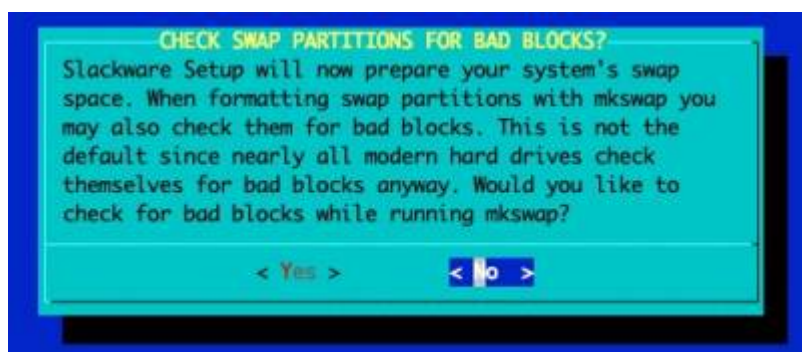 CHECK SWAP PARTITIONS FOR BAD BLOCKS?
Slackware Setup will now prepare your system's swap
space. When formatting swap partitions with mkswap you
may also check them for bad blocks. This is not the
default since nearly all modern hard drives check
themselves for bad blocks anyway. Would you like to
check for bad blocks while running mkswap?
< Yes > < No >